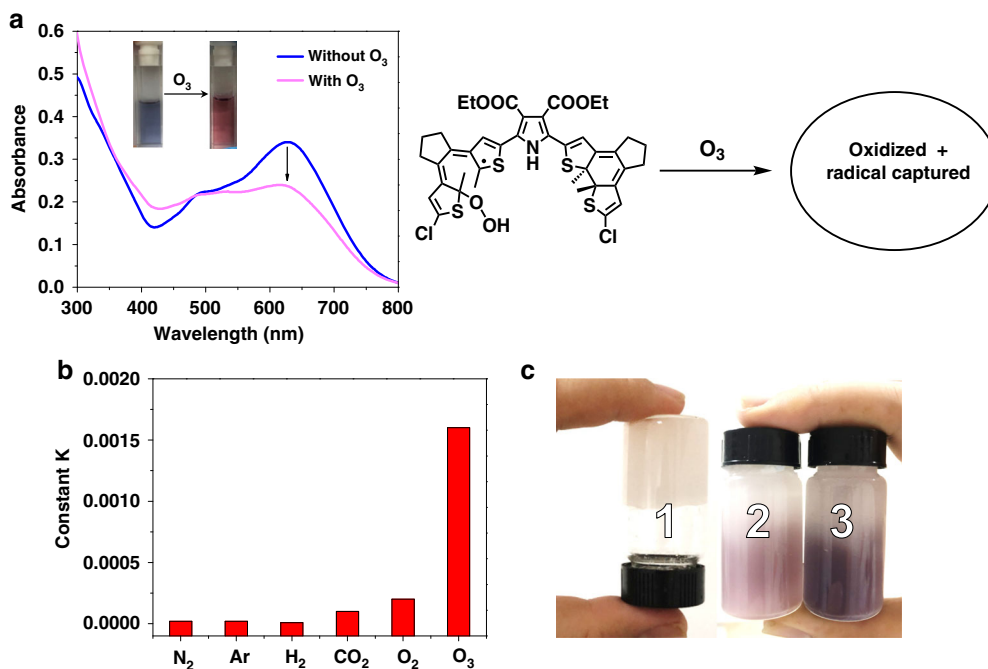 a
0.6
0.5
0.4
0.3
0.2
0.1
0.0
Absorbance
O3
Without O3
With O3
300 400 500 600 700 800
Wavelength (nm)
EtOOC COOEt
NH
S
S
S
S
O
OH
Cl
Cl
O3
Oxidized +
radical captured
b
0.0020
0.0015
0.0010
0.0005
0.0000
Constant K
N2 Ar H2 CO2 O2 O3
c
1 2 3